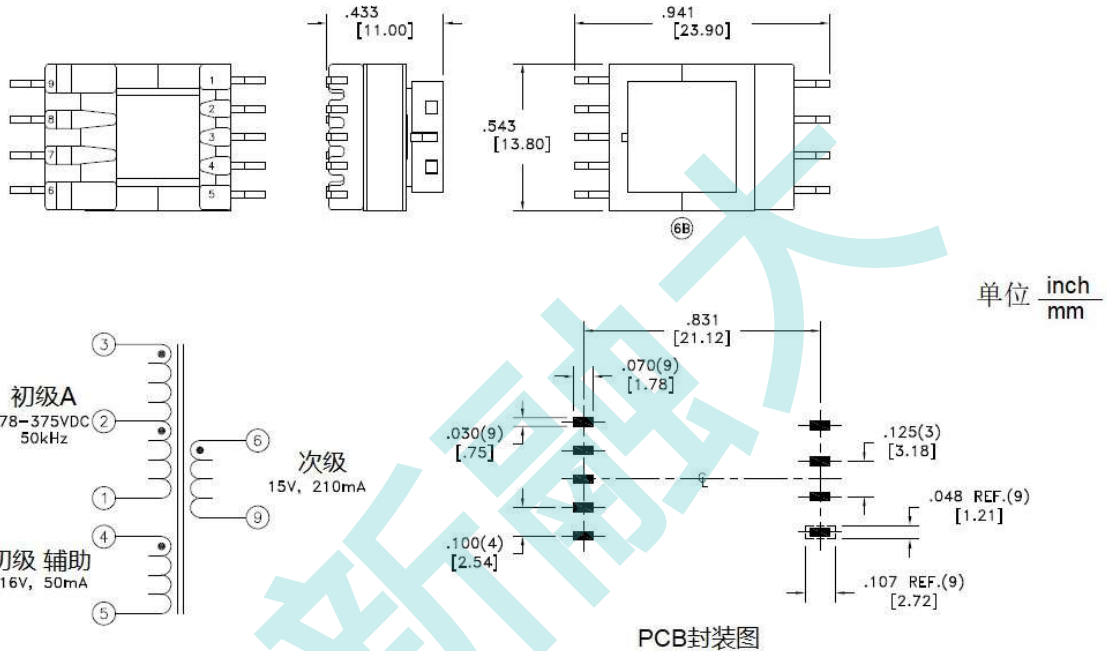 .433
[11.00]
.941
[23.90]
9
8
7
6
1
2
3
4
5
.543
[13.80]
6B
单位 inch
mm
3
初级A
78-375VDC
50kHz
2
1
4
初级 辅助
16V, 50mA
5
6
次级
15V, 210mA
9
.831
[21.12]
.070(9)
[1.78]
.030(9)
[.75]
.100(4)
[2.54]
.125(3)
[3.18]
.048 REF.(9)
[1.21]
.107 REF.(9)
[2.72]
CL
PCB封装图
大融新